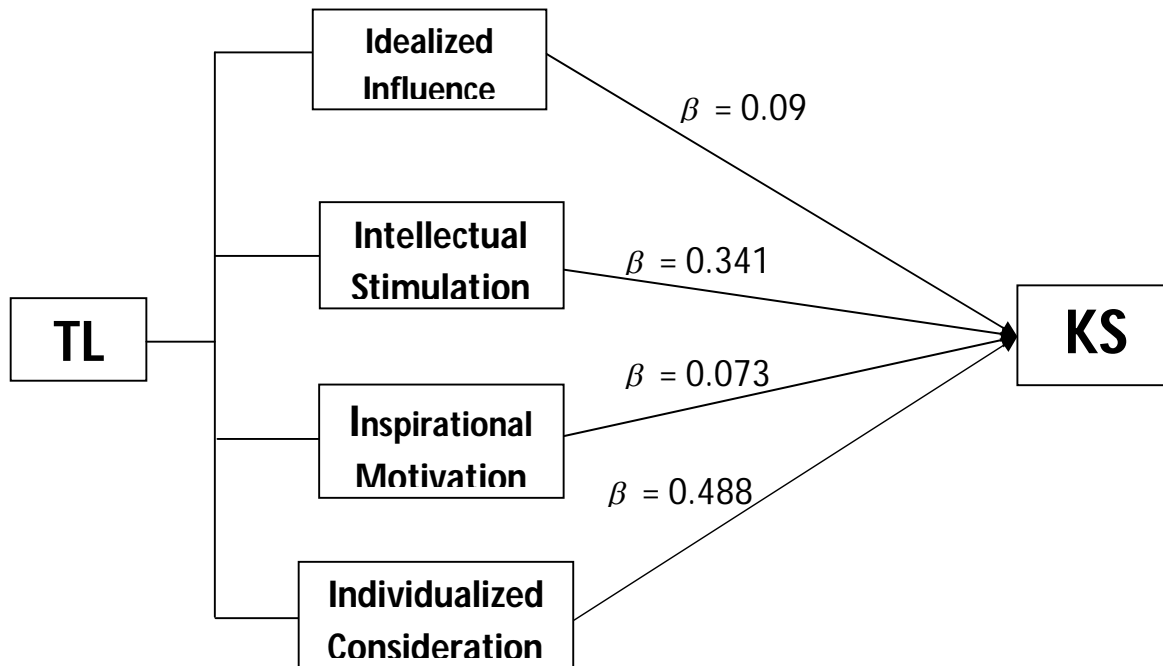 Idealized
Influence
β = 0.09
Intellectual
Stimulation
β = 0.341
TL
KS
β = 0.073
Inspirational
Motivation
β = 0.488
Individualized
Consideration